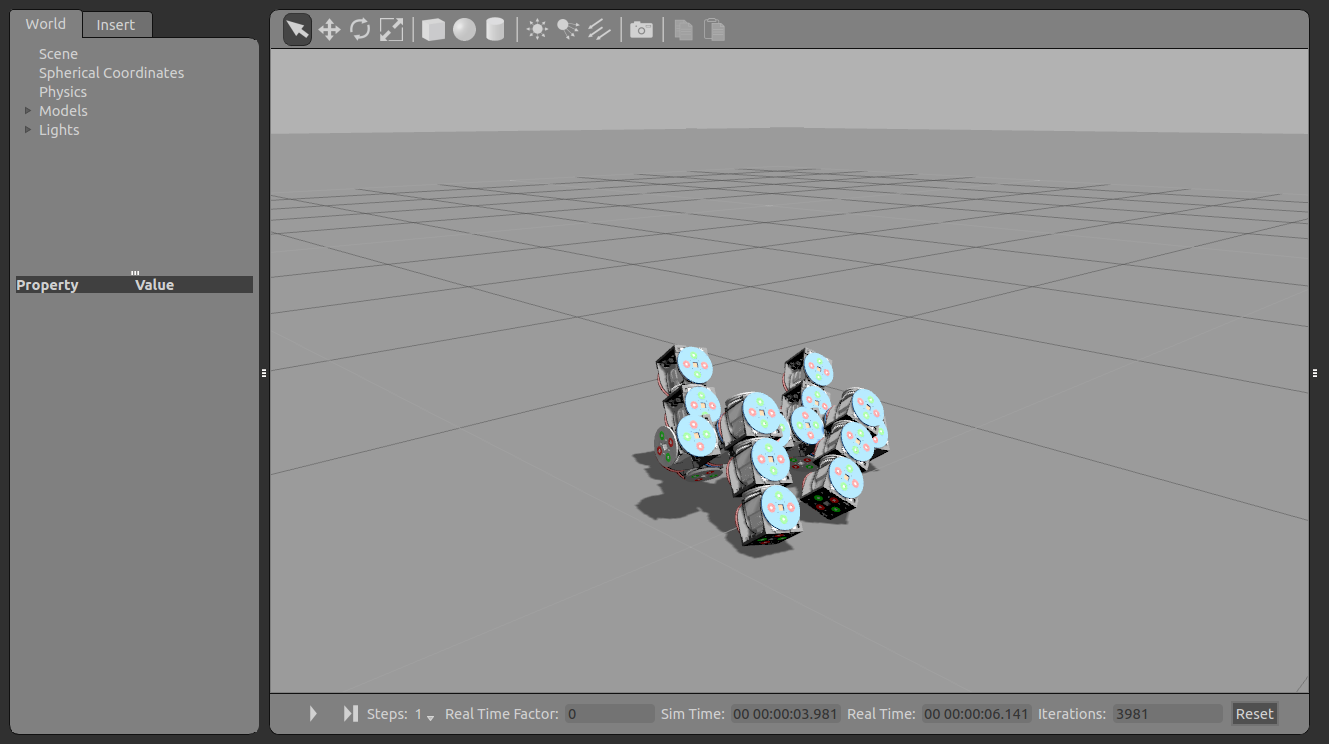 World Insert
Scene
Spherical Coordinates
Physics
Models
Lights
Property Value
Steps: 1 Real Time Factor: 0 Sim Time: 00 00:00:03.981 Real Time: 00 00:00:06.141 Iterations: 3981 Reset